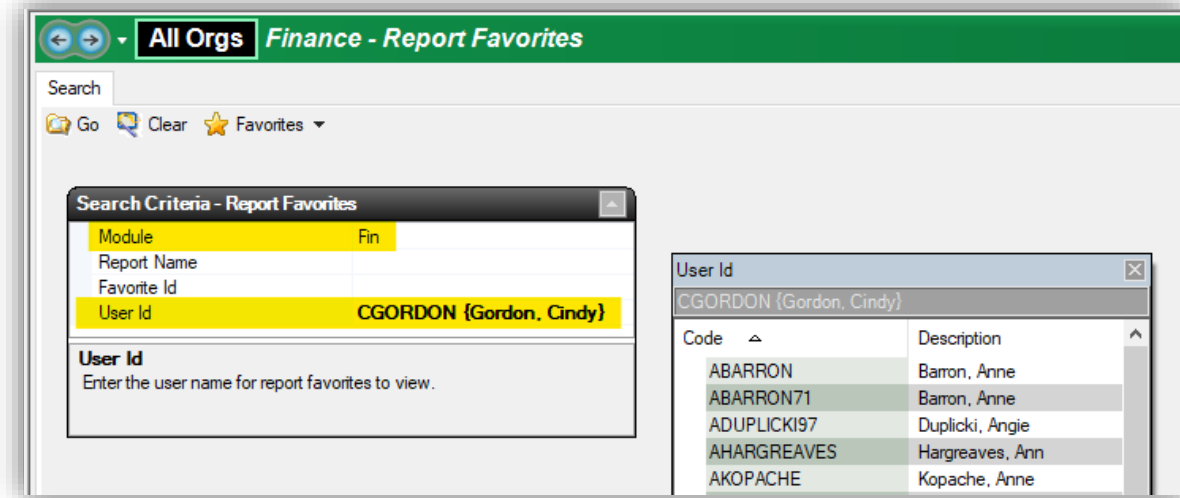 All Orgs Finance - Report Favorites
Search
Go Clear Favorites
Search Criteria - Report Favorites
Module Fin
Report Name
Favorite Id
User Id CGORDON {Gordon, Cindy}
User Id
Enter the user name for report favorites to view.
User Id
CGORDON {Gordon, Cindy}
Code Description
ABARRON Barron, Anne
ABARRON71 Barron, Anne
ADUPLICKI97 Duplicki, Angie
AHARGREAVES Hargreaves, Ann
AKOPACHE Kopache, Anne